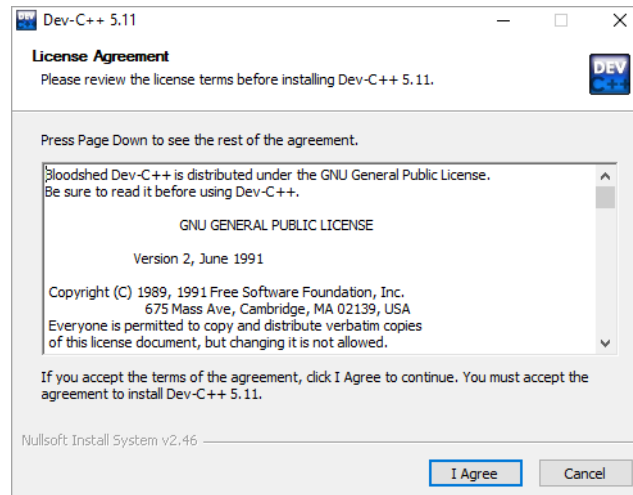 Dev-C++ 5.11
License Agreement
Please review the license terms before installing Dev-C++ 5.11.
DEV
C++
Press Page Down to see the rest of the agreement.
Bloodshed Dev-C++ is distributed under the GNU General Public License.
Be sure to read it before using Dev-C++.
GNU GENERAL PUBLIC LICENSE
Version 2, June 1991
Copyright (C) 1989, 1991 Free Software Foundation, Inc.
675 Mass Ave, Cambridge, MA 02139, USA
Everyone is permitted to copy and distribute verbatim copies
of this license document, but changing it is not allowed.
If you accept the terms of the agreement, click I Agree to continue. You must accept the
agreement to install Dev-C++ 5.11.
Nullsoft Install System v2.46
I Agree
Cancel